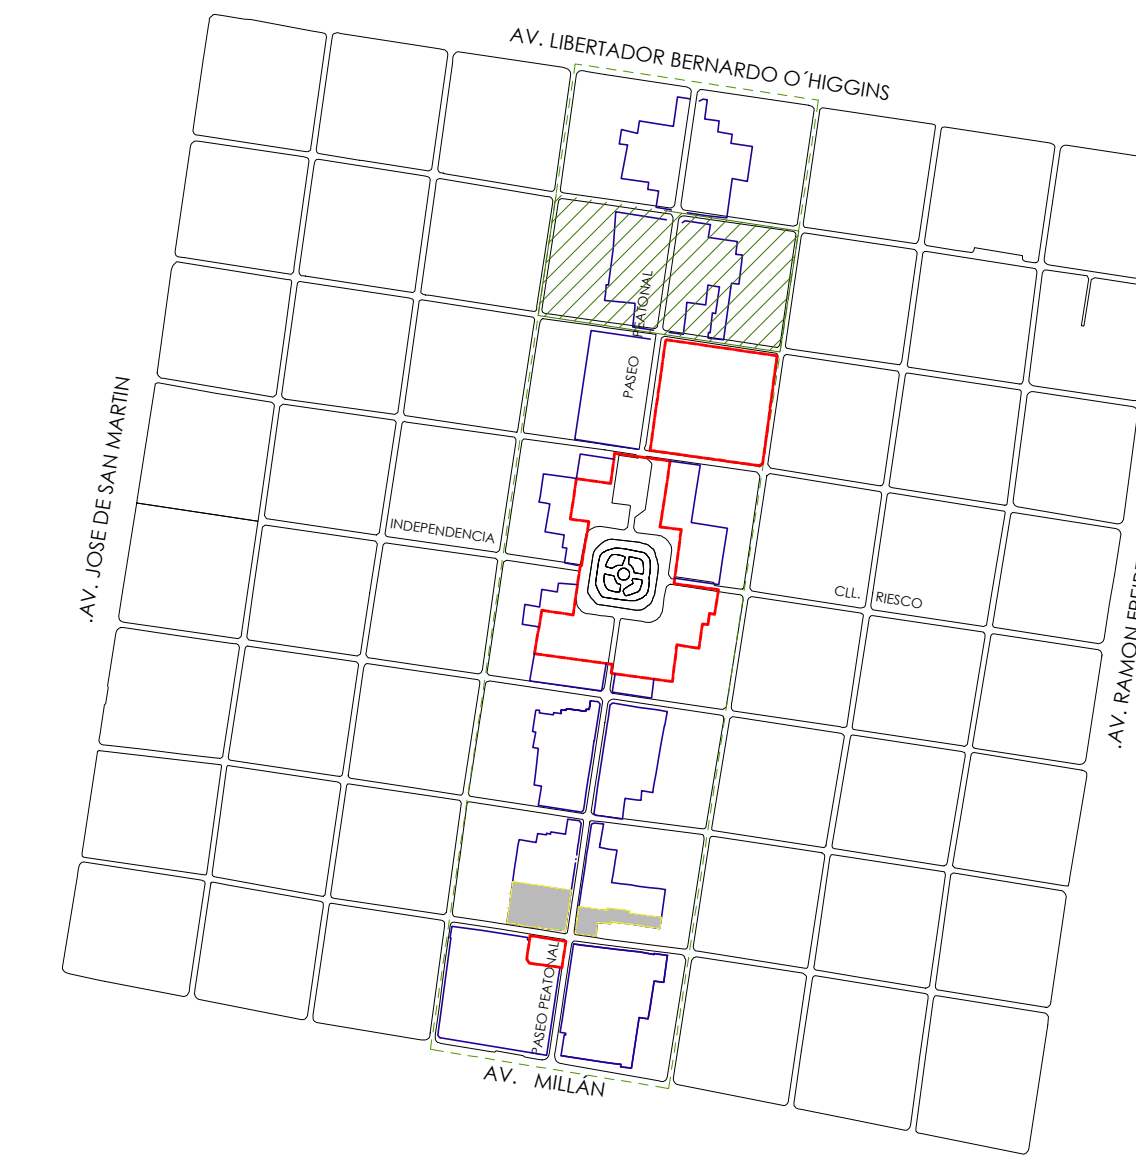 AV. LIBERTADOR BERNARDO O´HIGGINS
PEATONAL
PASEO
.AV. JOSE DE SAN MARTIN
INDEPENDENCIA
CLL. RIESCO
.AV. RAMON FREIRE
PASEO PEATONAL
AV. MILLÁN